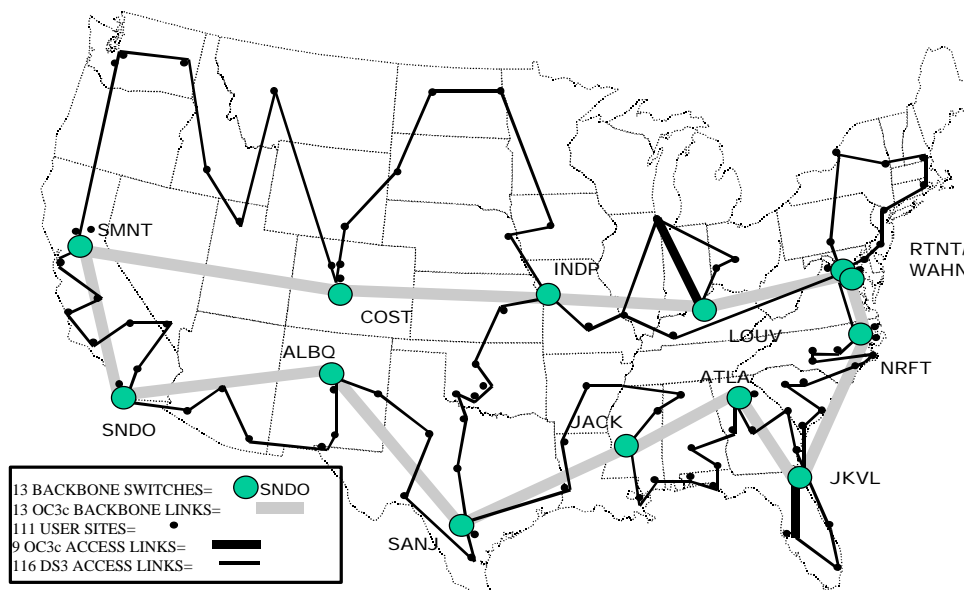 SMNT
RTNTA
WAHN
INDP
COST
LOUV
ALBQ
NRFT
ATLA
SNDO
JACK
JKVL
13 BACKBONE SWITCHES= SNDO
13 OC3c BACKBONE LINKS=
111 USER SITES=
9 OC3c ACCESS LINKS=
116 DS3 ACCESS LINKS=
SANJ